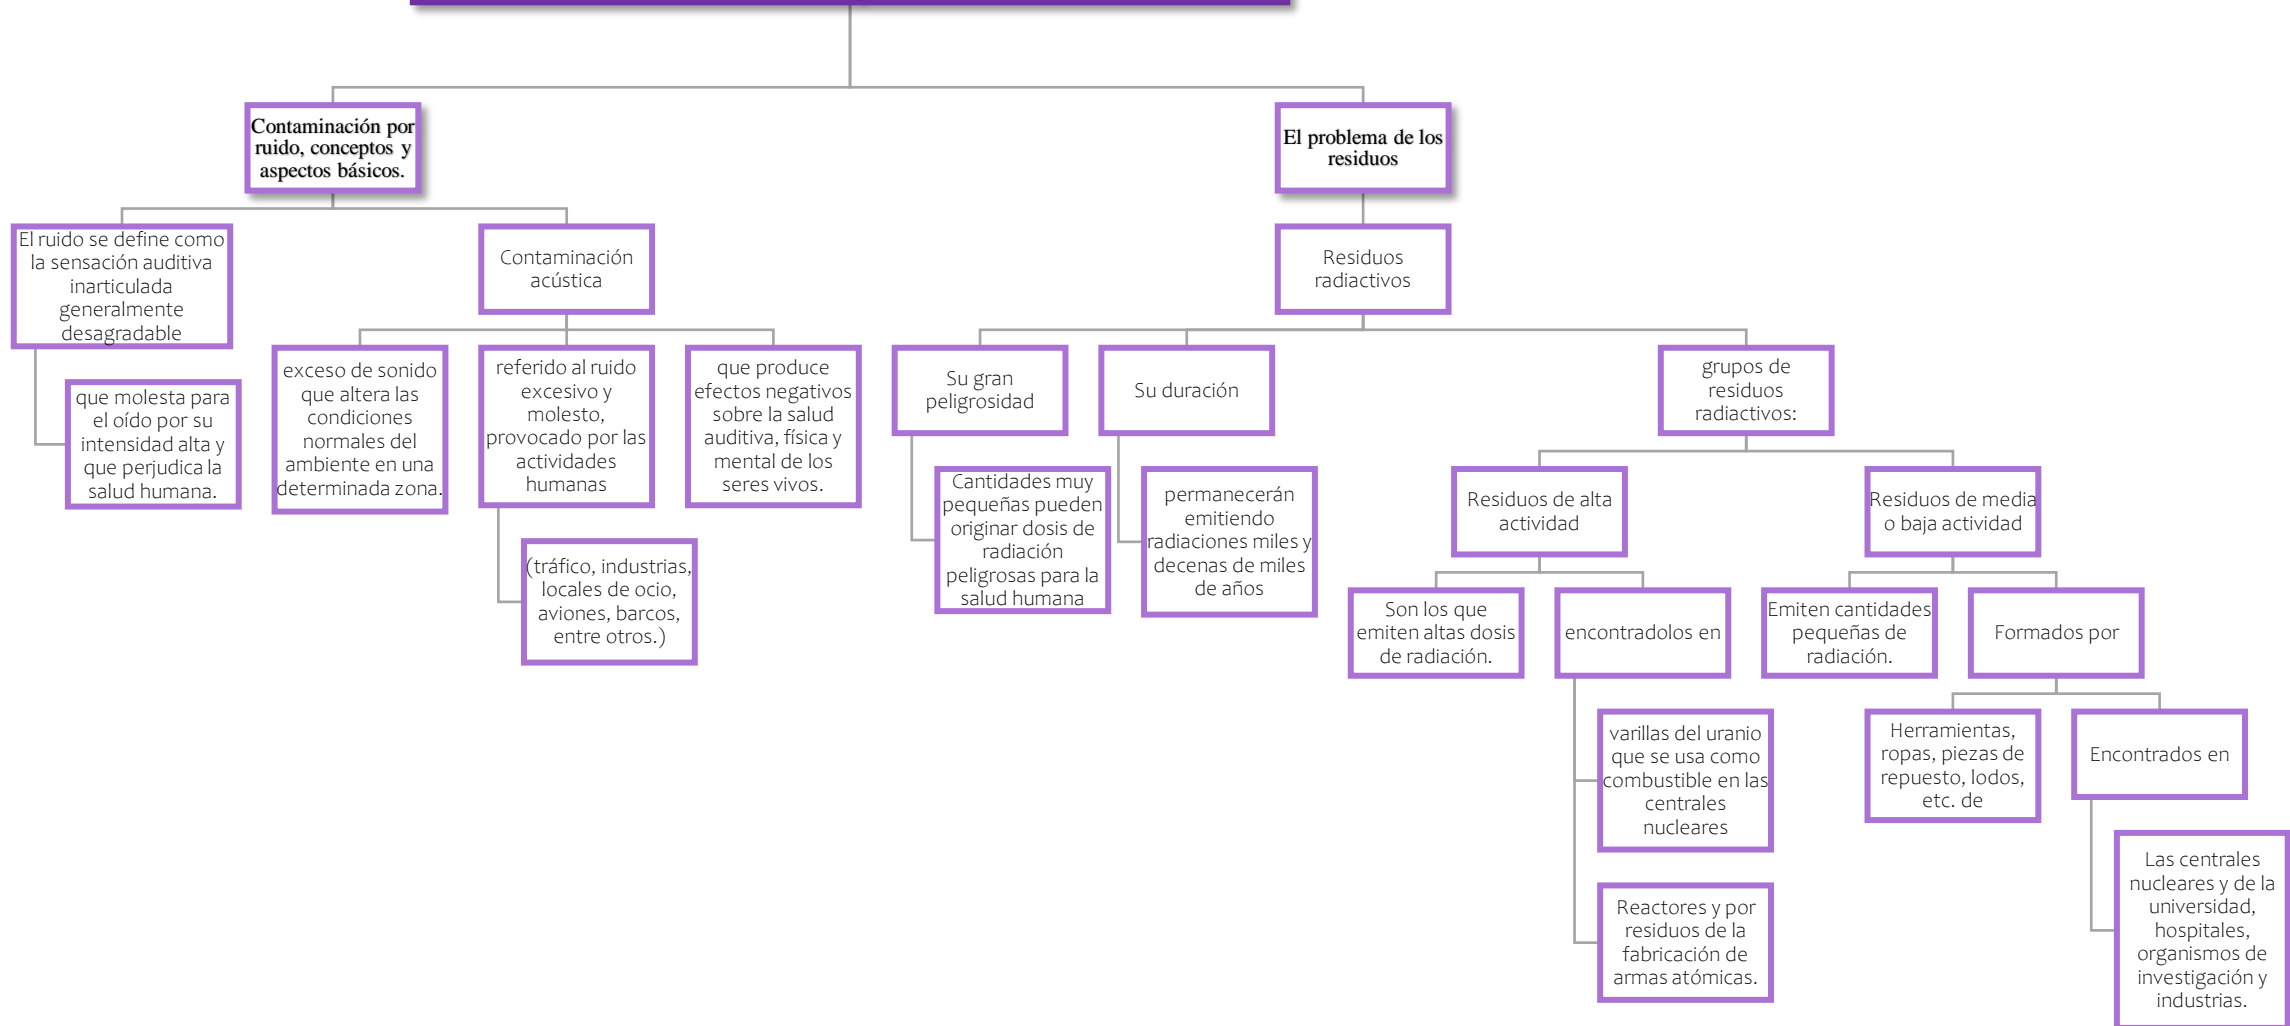 Contaminación por
ruido, conceptos y
aspectos básicos.
El problema de los
residuos
El ruido se define como
la sensación auditiva
inarticulada
generalmente
desagradable
que molesta para
el oído por su
intensidad alta y
que perjudica la
salud humana.
Contaminación
acústica
exceso de sonido
que altera las
condiciones
normales del
ambiente en una
determinada zona.
referido al ruido
excesivo y
molesto,
provocado por las
actividades
humanas
(tráfico, industrias,
locales de ocio,
aviones, barcos,
entre otros.)
que produce
efectos negativos
sobre la salud
auditiva, física y
mental de los
seres vivos.
Residuos
radiactivos
Su gran
peligrosidad
Cantidades muy
pequeñas pueden
originar dosis de
radiación
peligrosas para la
salud humana
Su duración
permanecerán
emitiendo
radiaciones miles y
decenas de miles
de años
grupos de
residuos
radiactivos:
Residuos de alta
actividad
Son los que
emiten altas dosis
de radiación.
encontradolos en
varillas del uranio
que se usa como
combustible en las
centrales
nucleares
Reactores y por
residuos de la
fabricación de
armas atómicas.
Residuos de media
o baja actividad
Emiten cantidades
pequeñas de
radiación.
Formados por
Herramientas,
ropas, piezas de
repuesto, lodos,
etc. de
Encontrados en
Las centrales
nucleares y de la
universidad,
hospitales,
organismos de
investigación y
industrias.